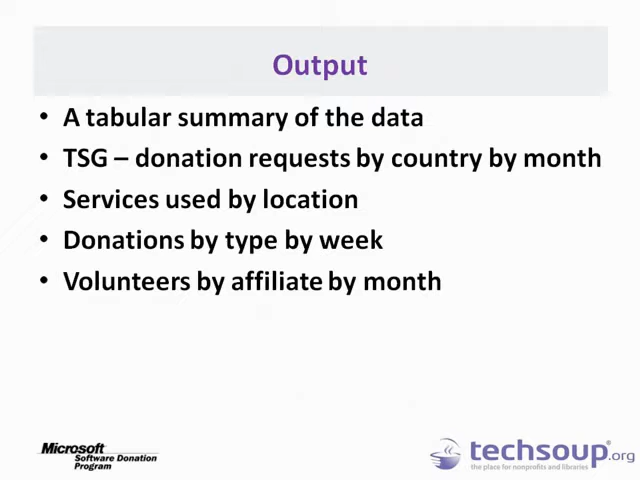 Output
• A tabular summary of the data
• TSG – donation requests by country by month
• Services used by location
• Donations by type by week
• Volunteers by affiliate by month
Microsoft
Software Donation
Program
techsoup®.org
the place for nonprofits and libraries